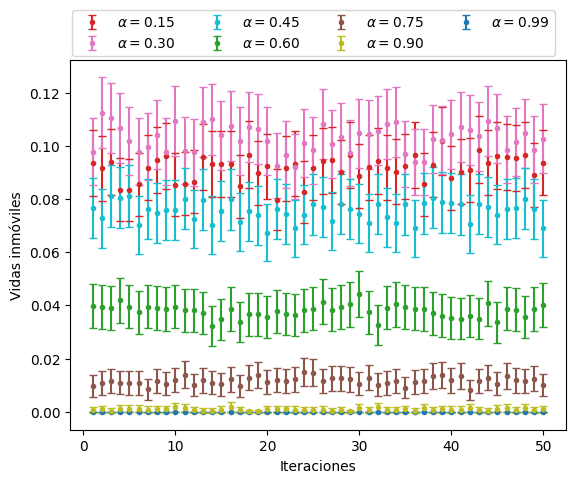 α = 0.15 α = 0.45 α = 0.75 α = 0.99
α = 0.30 α = 0.60 α = 0.90
0.12
0.10
0.08
0.06
0.04
0.02
0.00
Vidas inmóviles
0 10 20 30 40 50
Iteraciones